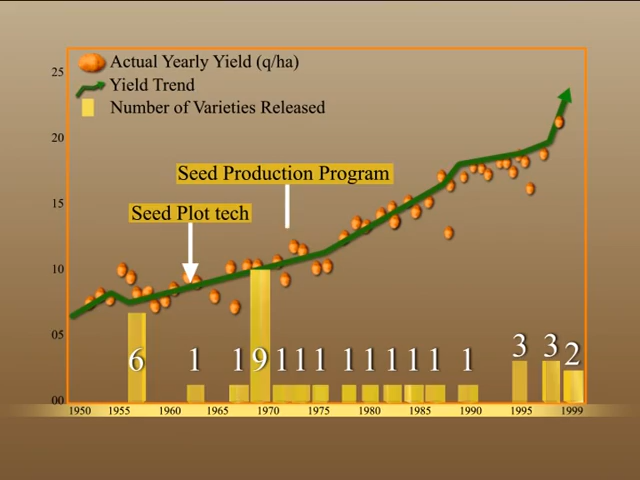 Actual Yearly Yield (q/ha)
Yield Trend
Number of Varieties Released
25
20
15
10
05
00
Seed Production Program
Seed Plot tech
6 1 1 9 1 1 1 1 1 1 1 1 1 3 3 2
1950 1955 1960 1965 1970 1975 1980 1985 1990 1995 1999